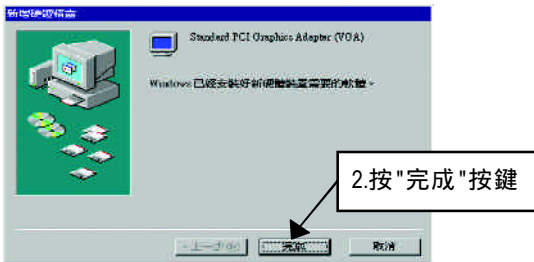 新增硬體精靈
Standard PCI Graphics Adapter (VGA)
Windows 已經安裝好新硬體裝置需要的軟體。
2.按"完成"按鍵
<上一步(B)
完成
取消